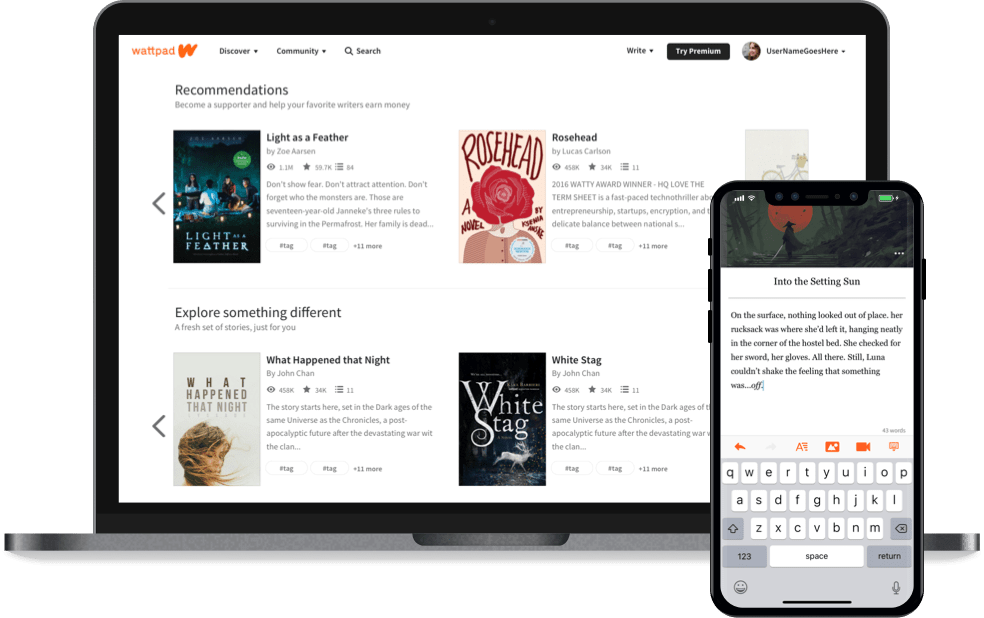 wattpad
Discover
Community
Search
Write
Try Premium
UserNameGoesHere
Recommendations
Become a supporter and help your favorite writers earn money
LIGHT AS A
FEATHER
Light as a Feather
by Zoe Aarsen
1.1M 59.7K 84
Don't show fear. Don't attract attention. Don't
forget who the monsters are. Those are
seventeen-year-old Janneke's three rules to
surviving in the Permafrost. Her family is dead...
#tag #tag +11 more
ROSEHEAD
A
NOVEL
BY
KSENIA
ANSKE
Rosehead
by Lucas Carlson
458K 34K 11
2016 WATTY AWARD WINNER - HQ LOVE THE
TERM SHEET is a fast-paced technothriller abo
entrepreneurship, startups, encryption, and t
delicate balance between national s...
#tag #tag +11 more
Explore something different
A fresh set of stories, just for you
WHAT
HAPPENED
THAT NIGHT
What Happened that Night
By John Chan
458K 34K 11
The story starts here, set in the Dark ages of the
same Universe as the Chronicles, a post-
apocalyptic future after the devastating war wit
the clan...
#tag #tag +11 more
White
Stag
White Stag
By John Chan
458K 34K 11
The story starts here, set in the Dark ages of th
same Universe as the Chronicles, a post-
apocalyptic future after the devastating war w
the clan...
#tag #tag +11 more
Into the Setting Sun
On the surface, nothing looked out of place. her
rucksack was where she'd left it, hanging neatly
in the corner of the hostel bed. She checked for
her sword, her gloves. All there. Still, Luna
couldn't shake the feeling that something
was...off.
43 words
q w e r t y u i o p
a s d f g h j k l
z x c v b n m
123 space return